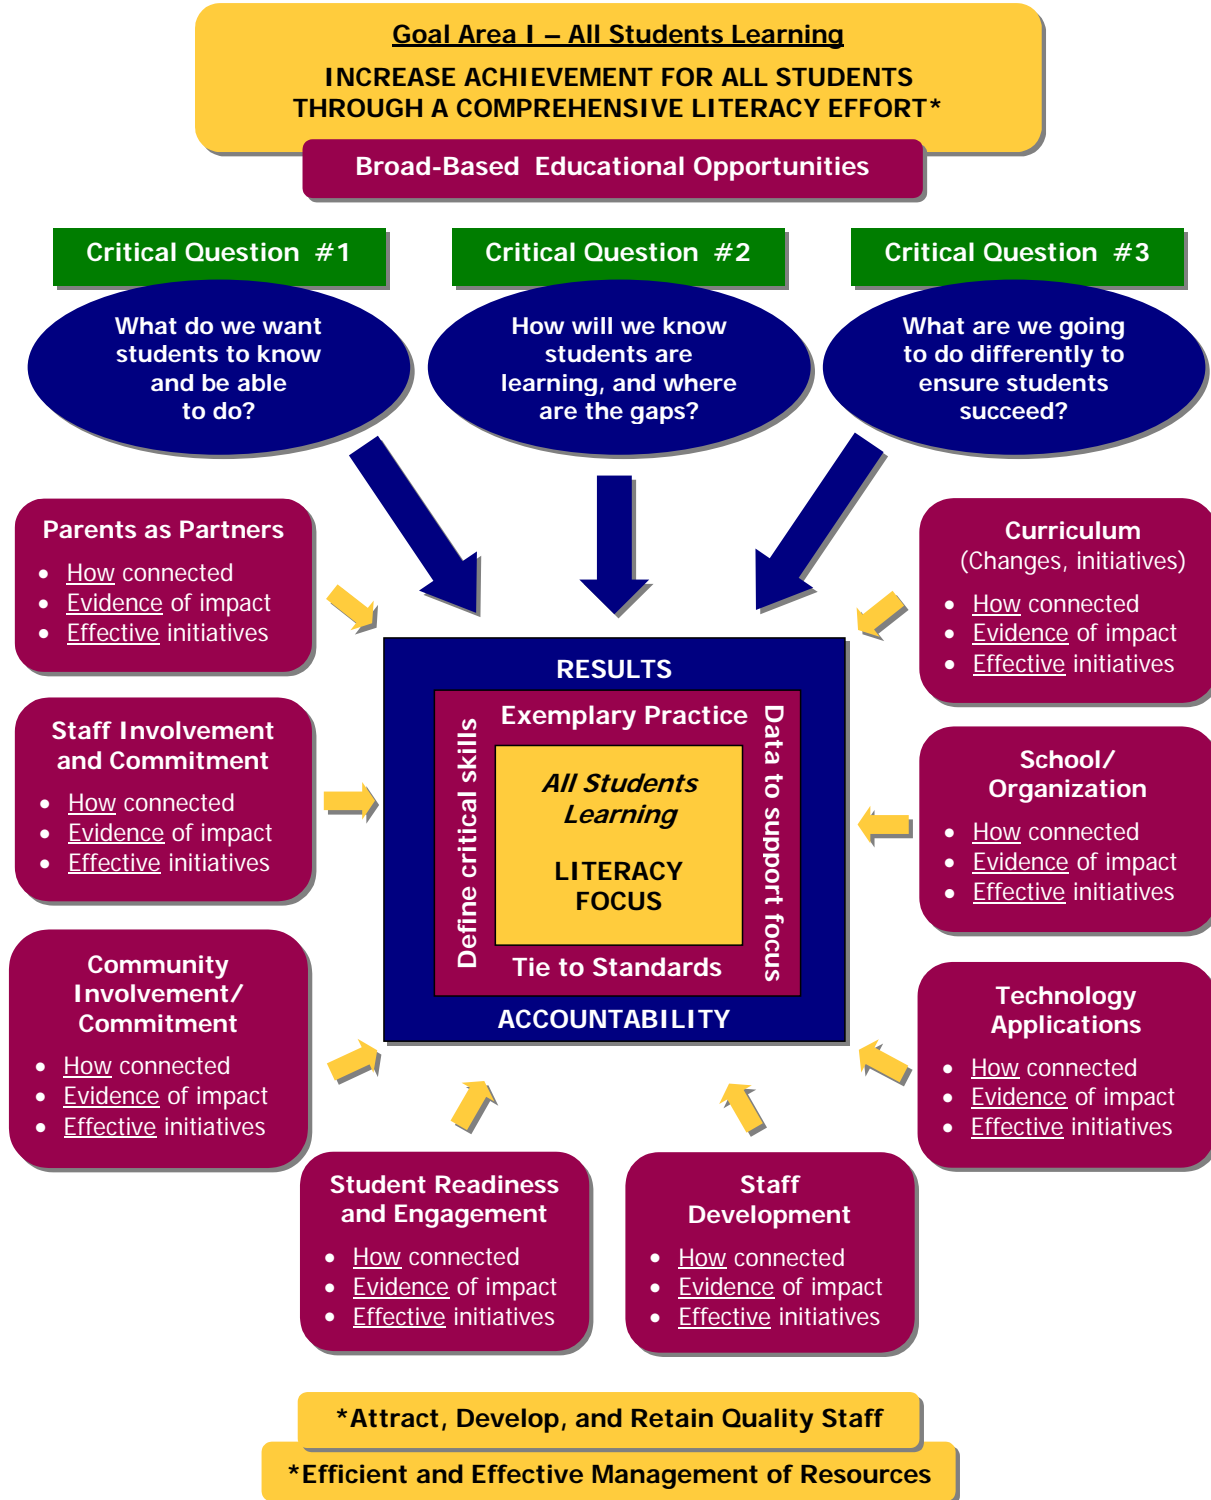 Goal Area I – All Students Learning
INCREASE ACHIEVEMENT FOR ALL STUDENTS
THROUGH A COMPREHENSIVE LITERACY EFFORT*
Broad-Based Educational Opportunities
Critical Question #1
What do we want
students to know
and be able
to do?
Critical Question #2
How will we know
students are
learning, and where
are the gaps?
Critical Question #3
What are we going
to do differently to
ensure students
succeed?
Parents as Partners
• How connected
• Evidence of impact
• Effective initiatives
Staff Involvement
and Commitment
• How connected
• Evidence of impact
• Effective initiatives
Community
Involvement/
Commitment
• How connected
• Evidence of impact
• Effective initiatives
RESULTS
Exemplary Practice
Define critical skills
Data to support focus
All Students
Learning
LITERACY
FOCUS
Tie to Standards
ACCOUNTABILITY
Curriculum
(Changes, initiatives)
• How connected
• Evidence of impact
• Effective initiatives
School/
Organization
• How connected
• Evidence of impact
• Effective initiatives
Technology
Applications
• How connected
• Evidence of impact
• Effective initiatives
Student Readiness
and Engagement
• How connected
• Evidence of impact
• Effective initiatives
Staff
Development
• How connected
• Evidence of impact
• Effective initiatives
*Attract, Develop, and Retain Quality Staff
*Efficient and Effective Management of Resources